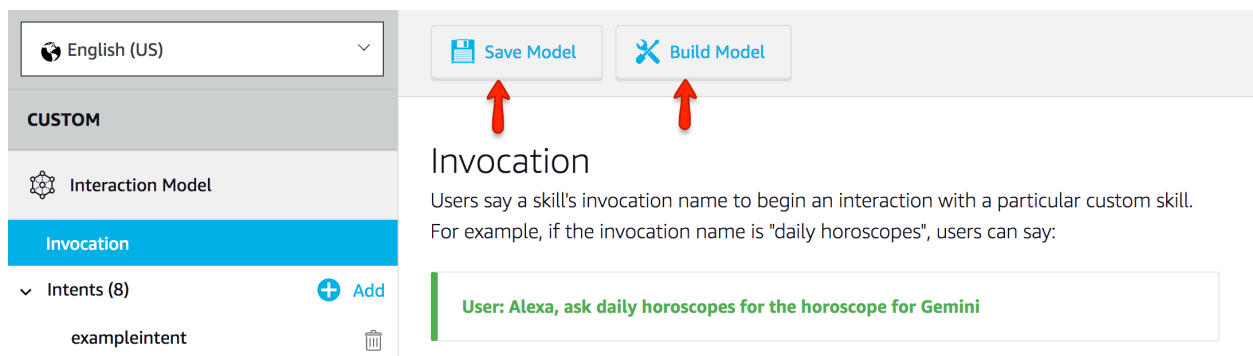 English (US)
CUSTOM
Interaction Model
Invocation
Intents (8)
Add
exampleintent
Save Model
Build Model
Invocation
Users say a skill's invocation name to begin an interaction with a particular custom skill.
For example, if the invocation name is "daily horoscopes", users can say:
User: Alexa, ask daily horoscopes for the horoscope for Gemini